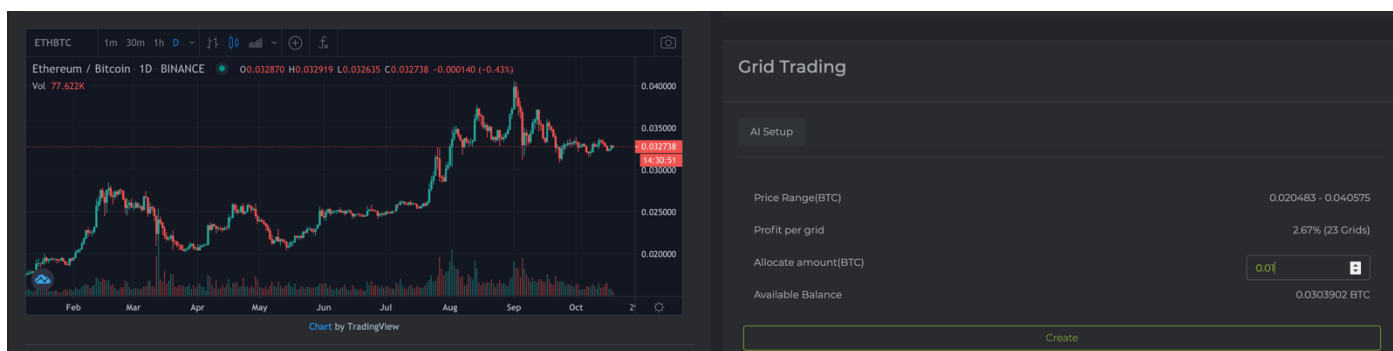 ETHBTC 1m 30m 1h D
Ethereum / Bitcoin · 1D · BINANCE O0.032870 H0.032919 L0.032635 C0.032738 -0.000140 (-0.43%)
Vol 77.622K
0.040000
0.035000
0.032738
14:30:51
0.030000
0.025000
0.020000
Feb Mar Apr May Jun Jul Aug Sep Oct
Chart by TradingView
Grid Trading
AI Setup
Price Range(BTC) 0.020483 - 0.040575
Profit per grid 2.67% (23 Grids)
Allocate amount(BTC) 0.01
Available Balance 0.0303902 BTC
Create